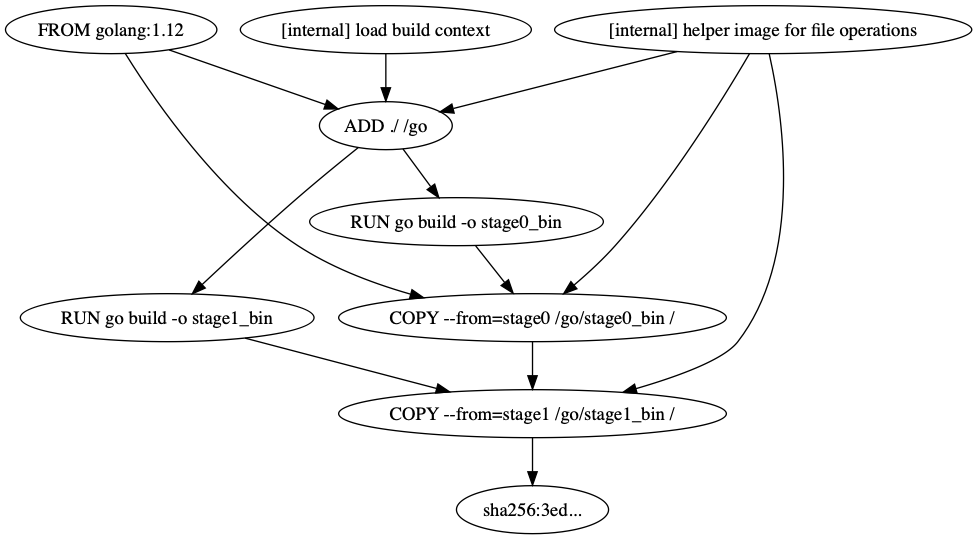 FROM golang:1.12
[internal] load build context
[internal] helper image for file operations
ADD ./ /go
RUN go build -o stage0_bin
RUN go build -o stage1_bin
COPY --from=stage0 /go/stage0_bin /
COPY --from=stage1 /go/stage1_bin /
sha256:3ed...